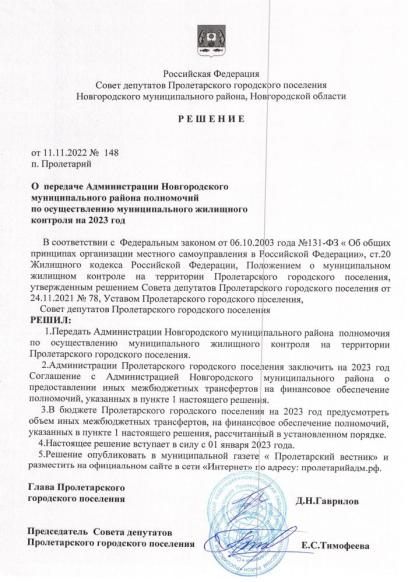 Российская Федерация
Совет депутатов Пролетарского городского поселения
Новгородского муниципального района, Новгородской области
Р Е Ш Е Н И Е
от 11.11.2022 № 148
п. Пролетарий
О передаче Администрации Новгородского
муниципального района полномочий
по осуществлению муниципального жилищного
контроля на 2023 год
В соответствии с Федеральным законом от 06.10.2003 года №131-ФЗ « Об общих
принципах организации местного самоуправления в Российской Федерации», ст.20
Жилищного кодекса Российской Федерации, Положением о муниципальном
жилищном контроле на территории Пролетарского городского поселения,
утвержденным решением Совета депутатов Пролетарского городского поселения от
24.11.2021 № 78, Уставом Пролетарского городского поселения,
Совет депутатов Пролетарского городского поселения
РЕШИЛ:
1.Передать Администрации Новгородского муниципального района полномочия
по осуществлению муниципального жилищного контроля на территории
Пролетарского городского поселения.
2.Администрации Пролетарского городского поселения заключить на 2023 год
Соглашение с Администрацией Новгородского муниципального района о
предоставлении иных межбюджетных трансфертов на финансовое обеспечение
полномочий, указанных в пункте 1 настоящего решения.
3.В бюджете Пролетарского городского поселения на 2023 год предусмотреть
объем иных межбюджетных трансфертов, на финансовое обеспечение полномочий,
указанных в пункте 1 настоящего решения, рассчитанный в установленном порядке.
4.Настоящее решение вступает в силу с 01 января 2023 года.
5.Решение опубликовать в муниципальной газете « Пролетарский вестник» и
разместить на официальном сайте в сети «Интернет» по адресу: пролетарийадм.рф.
Глава Пролетарского
городского поселения Д.Н.Гаврилов
Председатель Совета депутатов
Пролетарского городского поселения Е.С.Тимофеева